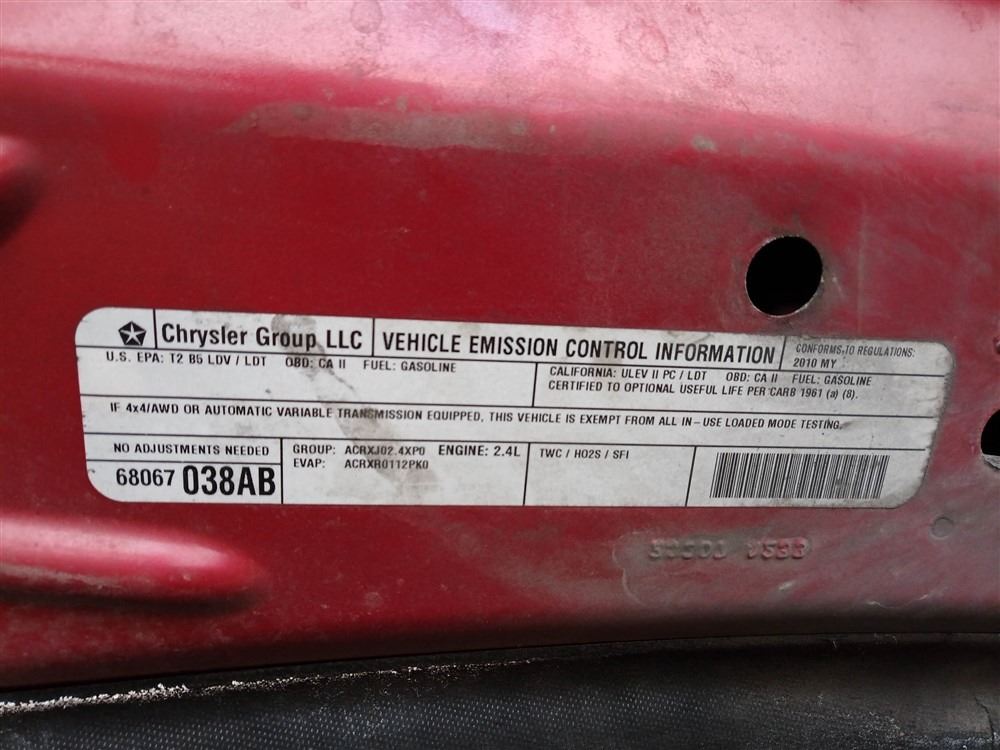 Chrysler Group LLC
VEHICLE EMISSION CONTROL INFORMATION
CONFORMS TO REGULATIONS:
2010 MY
U.S. EPA: T2 B5 LDV / LDT OBD: CA II FUEL: GASOLINE
CALIFORNIA: ULEV II PC / LDT OBD: CA II FUEL: GASOLINE
CERTIFIED TO OPTIONAL USEFUL LIFE PER CARB 1961 (a) (8).
IF 4x4/AWD OR AUTOMATIC VARIABLE TRANSMISSION EQUIPPED, THIS VEHICLE IS EXEMPT FROM ALL IN-USE LOADED MODE TESTING.
NO ADJUSTMENTS NEEDED
68067 038AB
GROUP: ACRXJ02.4XP0 ENGINE: 2.4L
EVAP: ACRXR0112PK0
TWC / HO2S / SFI